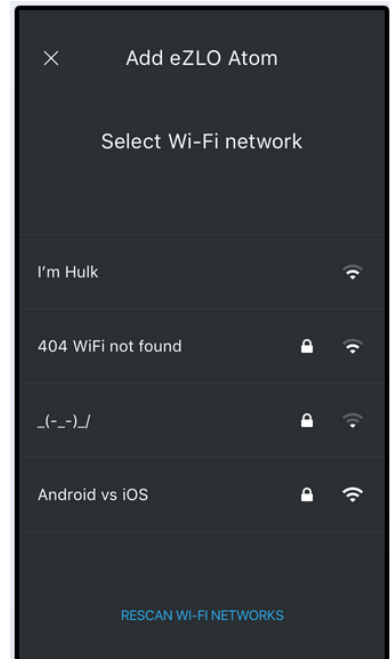 Add eZLO Atom
Select Wi-Fi network
I'm Hulk
404 WiFi not found
_(-_-)_/
Android vs iOS
RESCAN WI-FI NETWORKS